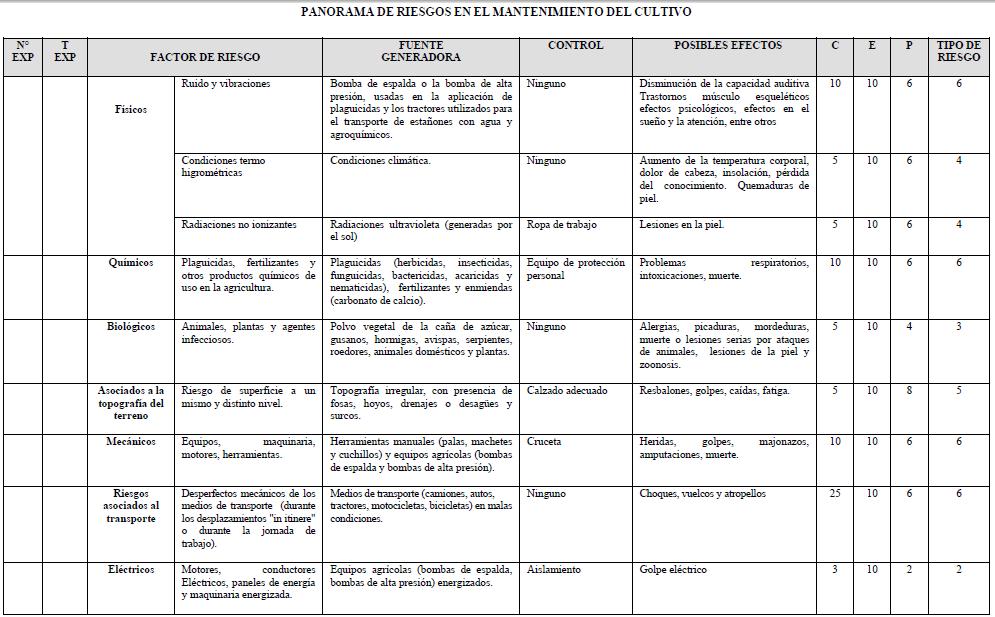 PANORAMA DE RIESGOS EN EL MANTENIMIENTO DEL CULTIVO
N° EXP	T EXP	FACTOR DE RIESGO	FUENTE GENERADORA	CONTROL	POSIBLES EFECTOS	C	E	P	TIPO DE RIESGO
Físicos
Ruido y vibraciones
Bomba de espalda o la bomba de alta
presión, usadas en la aplicación de
plaguicidas y los tractores utilizados para
el transporte de estañones con agua y
agroquímicos.
Ninguno
Disminución de la capacidad auditiva
Trastornos músculo esqueléticos
efectos psicológicos, efectos en el
sueño y la atención, entre otros
10	10	6	6
Condiciones termo
higrométricas
Condiciones climática.
Ninguno
Aumento de la temperatura corporal,
dolor de cabeza, insolación, pérdida
del conocimiento. Quemaduras de
piel.
5	10	6	4
Radiaciones no ionizantes
Radiaciones ultravioleta (generadas por
el sol)
Ropa de trabajo
Lesiones en la piel.
5	10	6	4
Químicos
Plaguicidas, fertilizantes y
otros productos químicos de
uso en la agricultura.
Plaguicidas (herbicidas, insecticidas,
funguicidas, bactericidas, acaricidas y
nematicidas), fertilizantes y enmiendas
(carbonato de calcio).
Equipo de protección
personal
Problemas respiratorios,
intoxicaciones, muerte.
10	10	6	6
Biológicos
Animales, plantas y agentes
infecciosos.
Polvo vegetal de la caña de azúcar,
gusanos, hormigas, avispas, serpientes,
roedores, animales domésticos y plantas.
Ninguno
Alergias, picaduras, mordeduras,
muerte o lesiones serias por ataques
de animales, lesiones de la piel y
zoonosis.
5	10	4	3
Asociados a la
topografía del
terreno
Riesgo de superficie a un
mismo y distinto nivel.
Topografía irregular, con presencia de
fosas, hoyos, drenajes o desagües y
surcos.
Calzado adecuado
Resbalones, golpes, caídas, fatiga.
5	10	8	5
Mecánicos
Equipos, maquinaria,
motores, herramientas.
Herramientas manuales (palas, machetes
y cuchillos) y equipos agrícolas (bombas
de espalda y bombas de alta presión).
Cruceta
Heridas, golpes, majonazos,
amputaciones, muerte.
10	10	6	6
Riesgos
asociados al
transporte
Desperfectos mecánicos de los
medios de transporte (durante
los desplazamientos "in itinere"
o durante la jornada de
trabajo).
Medios de transporte (camiones, autos,
tractores, motocicletas, bicicletas) en malas
condiciones.
Ninguno
Choques, vuelcos y atropellos
25	10	6	6
Eléctricos
Motores, conductores
Eléctricos, paneles de energía
y maquinaria energizada.
Equipos agrícolas (bombas de espalda,
bombas de alta presión) energizados.
Aislamiento
Golpe eléctrico
3	10	2	2